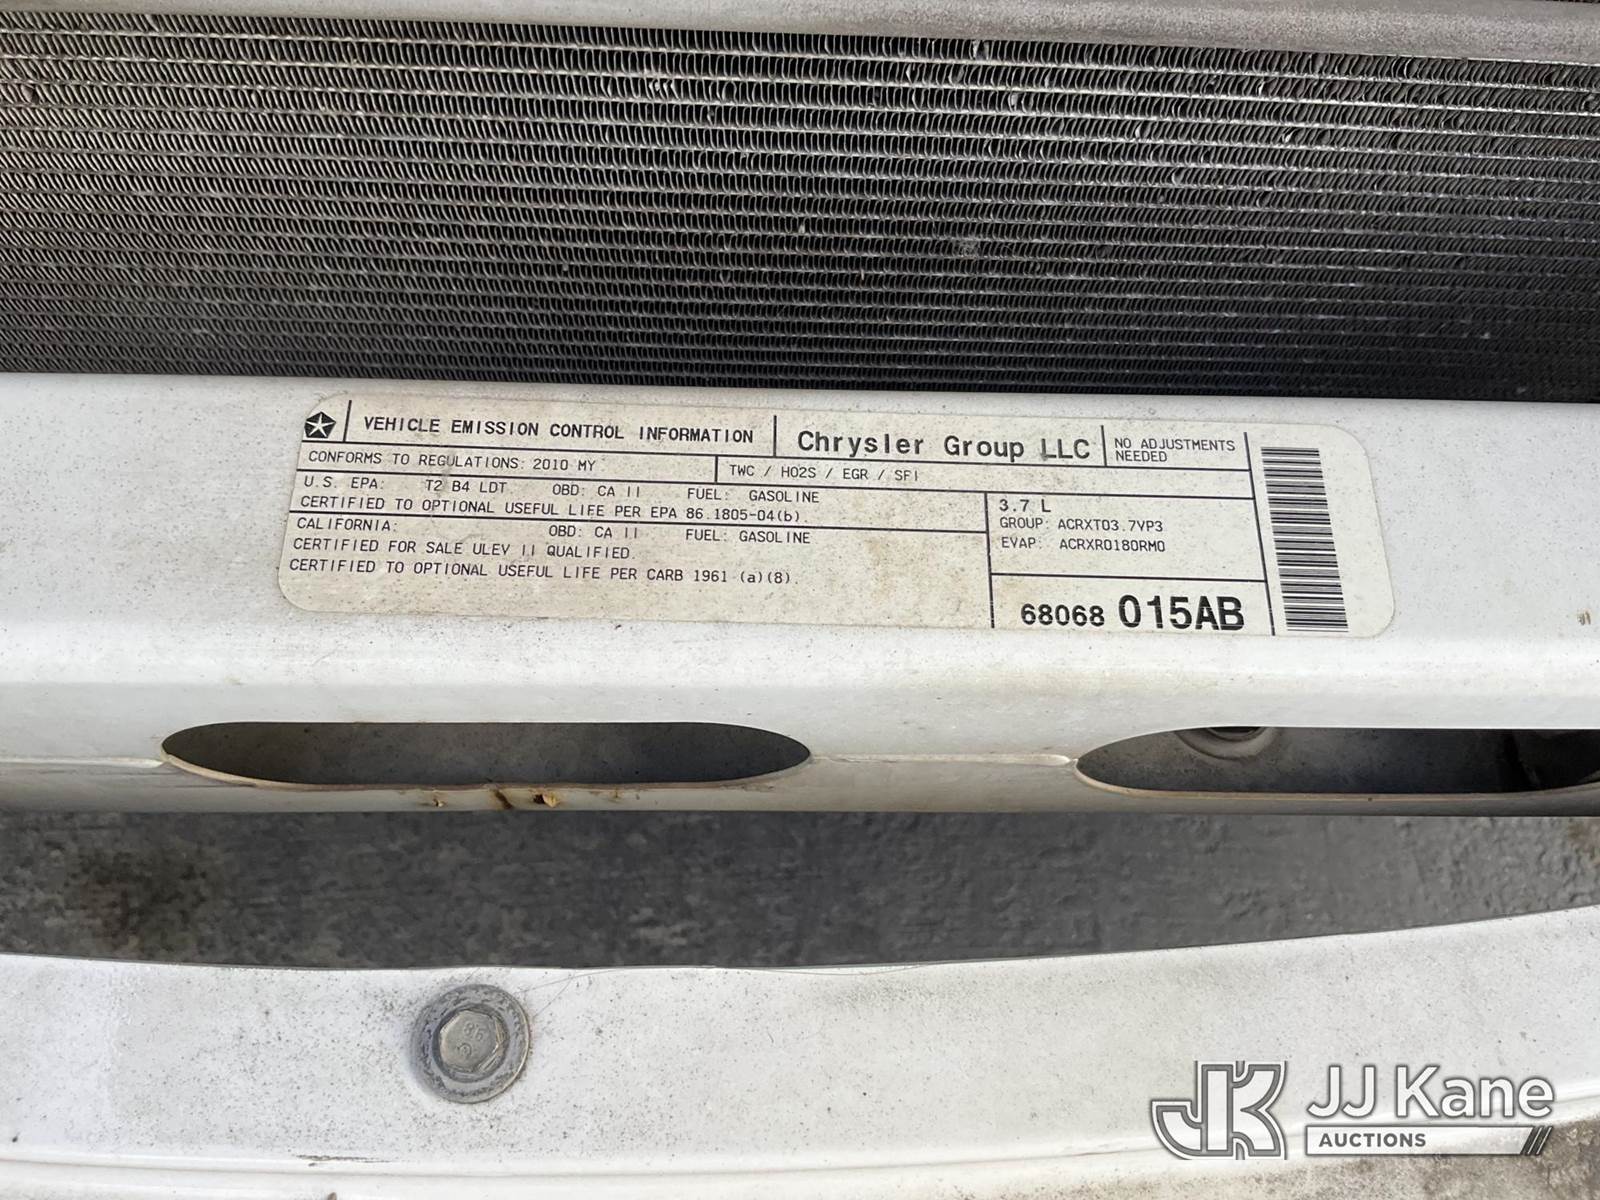 VEHICLE EMISSION CONTROL INFORMATION
Chrysler Group LLC
NO ADJUSTMENTS
NEEDED
CONFORMS TO REGULATIONS: 2010 MY
TWC / HO2S / EGR / SFI
U.S. EPA: T2 B4 LDT OBD: CA II FUEL: GASOLINE
CERTIFIED TO OPTIONAL USEFUL LIFE PER EPA 86.1805-04(b).
CALIFORNIA: OBD: CA II FUEL: GASOLINE
CERTIFIED FOR SALE ULEV II QUALIFIED.
CERTIFIED TO OPTIONAL USEFUL LIFE PER CARB 1961 (a)(8).
3.7 L
GROUP: ACRXT03.7VP3
EVAP: ACRXR0180RM0
68068 015AB
JK
JJ Kane
AUCTIONS